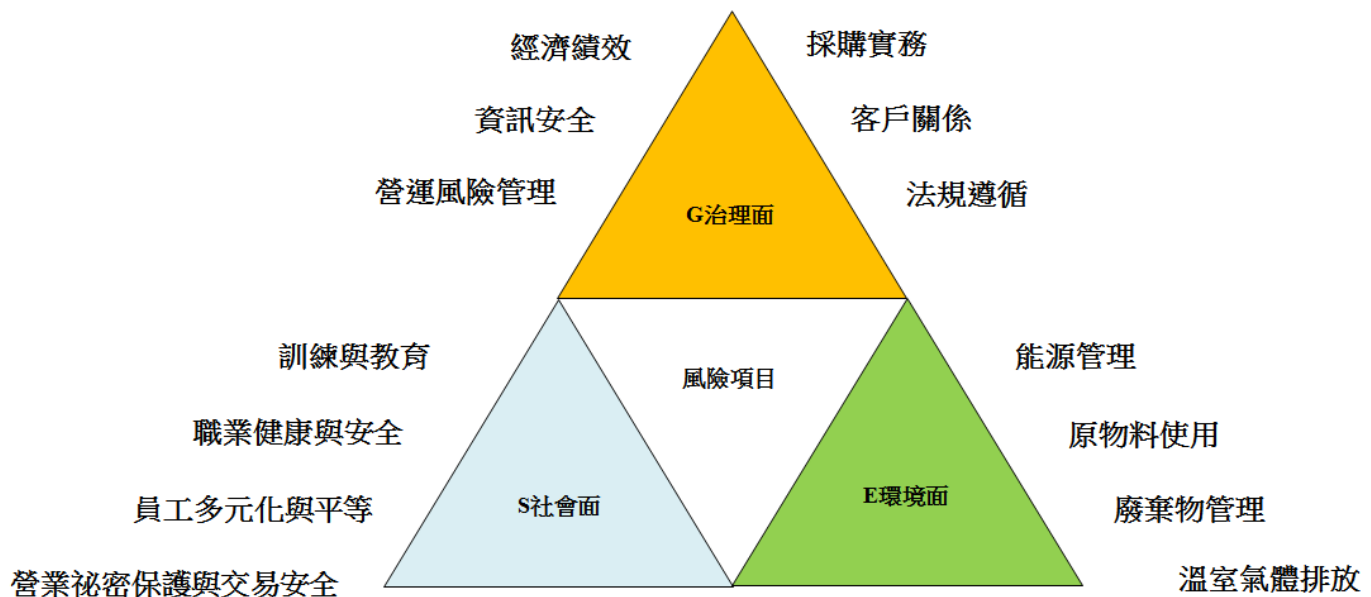 經濟績效
採購實務
資訊安全
客戶關係
營運風險管理
法規遵循
G治理面
訓練與教育
能源管理
風險項目
職業健康與安全
原物料使用
員工多元化與平等
S社會面
E環境面
廢棄物管理
營業祕密保護與交易安全
溫室氣體排放